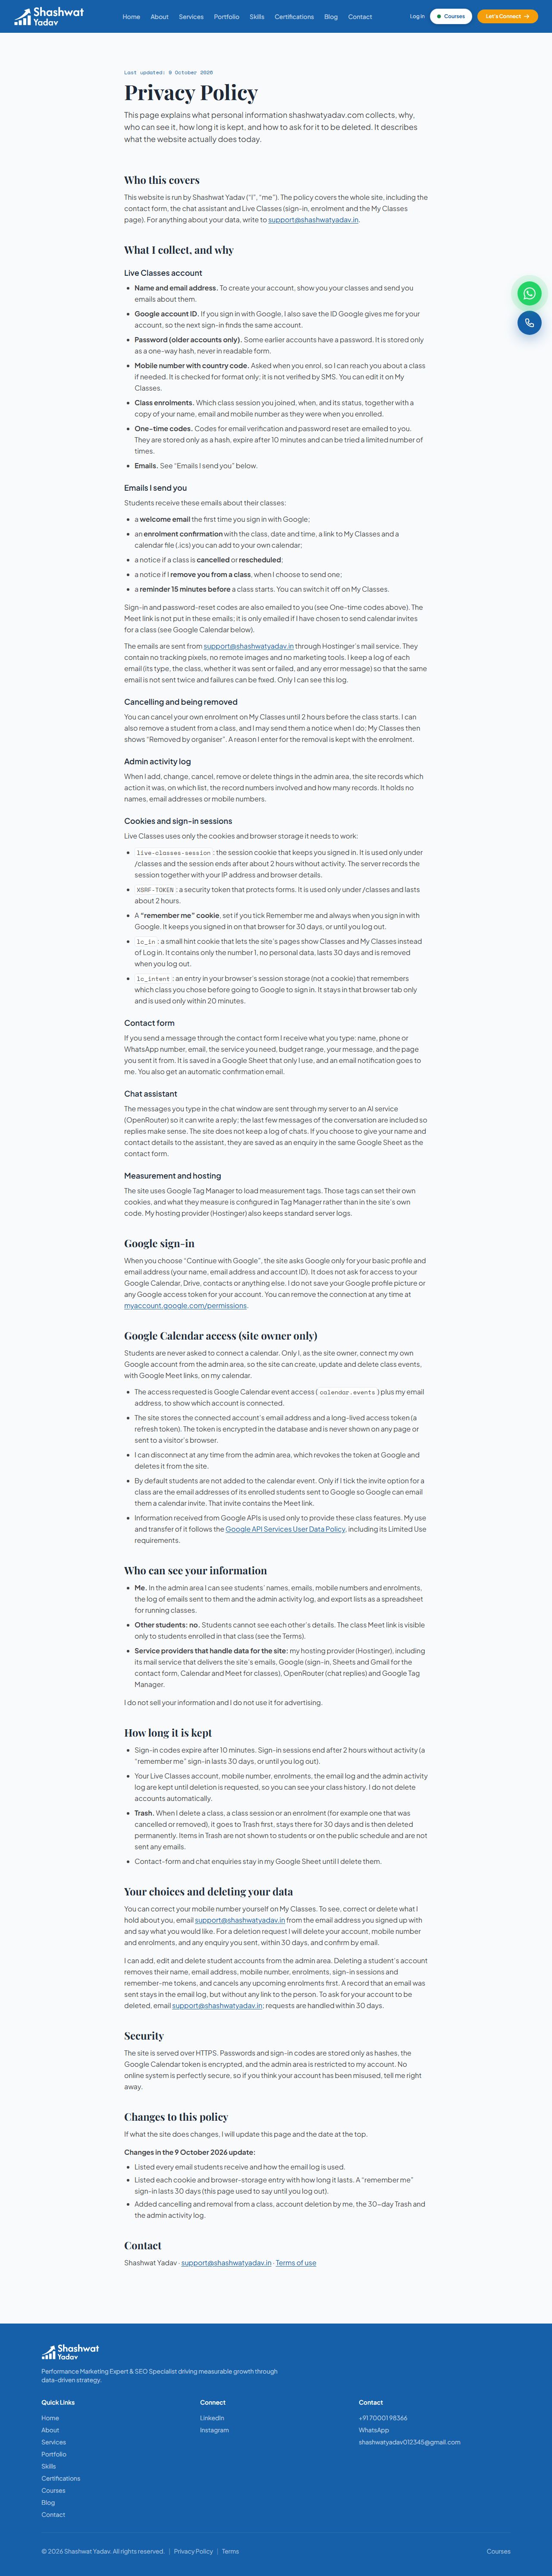 Shashwat
Yadav
Home
About
Services
Portfolio
Skills
Certifications
Blog
Contact
Log in
Courses
Let's Connect →
Last updated: 9 October 2026
Privacy Policy
This page explains what personal information shashwatyadav.com collects, why,
who can see it, how long it is kept, and how to ask for it to be deleted. It describes
what the website actually does today.
Who this covers
This website is run by Shashwat Yadav (“I”, “me”). The policy covers the whole site, including the
contact form, the chat assistant and Live Classes (sign-in, enrolment and the My Classes
page). For anything about your data, write to support@shashwatyadav.in.
What I collect, and why
Live Classes account
• Name and email address. To create your account, show you your classes and send you
emails about them.
• Google account ID. If you sign in with Google, I also save the ID Google gives me for your
account, so the next sign-in finds the same account.
• Password (older accounts only). Some earlier accounts have a password. It is stored only
as a one-way hash, never in readable form.
• Mobile number with country code. Asked when you enrol, so I can reach you about a class
if needed. It is checked for format only; it is not verified by SMS. You can edit it on My
Classes.
• Class enrolments. Which class session you joined, when, and its status, together with a
copy of your name, email and mobile number as they were when you enrolled.
• One-time codes. Codes for email verification and password reset are emailed to you.
They are stored only as a hash, expire after 10 minutes and can be tried a limited number of
times.
• Emails. See “Emails I send you” below.
Emails I send you
Students receive these emails about their classes:
• a welcome email the first time you sign in with Google;
• an enrolment confirmation with the class, date and time, a link to My Classes and a
calendar file (.ics) you can add to your own calendar;
• a notice if a class is cancelled or rescheduled;
• a notice if I remove you from a class, when I choose to send one;
• a reminder 15 minutes before a class starts. You can switch it off on My Classes.
Sign-in and password-reset codes are also emailed to you (see One-time codes above). The
Meet link is not put in these emails; it is only emailed if I have chosen to send calendar invites
for a class (see Google Calendar below).
The emails are sent from support@shashwatyadav.in through Hostinger's mail service. They
contain no tracking pixels, no remote images and no marketing tools. I keep a log of each
email (its type, the class, whether it was sent or failed, and any error message) so that the same
email is not sent twice and failures can be fixed. Only I can see this log.
Cancelling and being removed
You can cancel your own enrolment on My Classes until 2 hours before the class starts. I can
also remove a student from a class, and I may send them a notice when I do; My Classes then
shows “Removed by organiser”. A reason I enter for the removal is kept with the enrolment.
Admin activity log
When I add, change, cancel, remove or delete things in the admin area, the site records which
action it was, on which list, the record numbers involved and how many records. It holds no
names, email addresses or mobile numbers.
Cookies and sign-in sessions
Live Classes uses only the cookies and browser storage it needs to work:
• live-classes-session : the session cookie that keeps you signed in. It is used only under
/classes and the session ends after about 2 hours without activity. The server records the
session together with your IP address and browser details.
• XSRF-TOKEN : a security token that protects forms. It is used only under /classes and lasts
about 2 hours.
• A “remember me” cookie, set if you tick Remember me and always when you sign in with
Google. It keeps you signed in on that browser for 30 days, or until you log out.
• lc_in : a small hint cookie that lets the site's pages show Classes and My Classes instead
of Log in. It contains only the number 1, no personal data, lasts 30 days and is removed
when you log out.
• lc_intent : an entry in your browser's session storage (not a cookie) that remembers
which class you chose before going to Google to sign in. It stays in that browser tab only
and is used only within 20 minutes.
Contact form
If you send a message through the contact form I receive what you type: name, phone or
WhatsApp number, email, the service you need, budget range, your message, and the page
you sent it from. It is saved in a Google Sheet that only I use, and an email notification goes to
me. You also get an automatic confirmation email.
Chat assistant
The messages you type in the chat window are sent through my server to an AI service
(OpenRouter) so it can write a reply; the last few messages of the conversation are included so
replies make sense. The site does not keep a log of chats. If you choose to give your name and
contact details to the assistant, they are saved as an enquiry in the same Google Sheet as the
contact form.
Measurement and hosting
The site uses Google Tag Manager to load measurement tags. Those tags can set their own
cookies, and what they measure is configured in Tag Manager rather than in the site's own
code. My hosting provider (Hostinger) also keeps standard server logs.
Google sign-in
When you choose “Continue with Google”, the site asks Google only for your basic profile and
email address (your name, email address and account ID). It does not ask for access to your
Google Calendar, Drive, contacts or anything else. I do not save your Google profile picture or
any Google access token for your account. You can remove the connection at any time at
myaccount.google.com/permissions.
Google Calendar access (site owner only)
Students are never asked to connect a calendar. Only I, as the site owner, connect my own
Google account from the admin area, so the site can create, update and delete class events,
with Google Meet links, on my calendar.
• The access requested is Google Calendar event access ( calendar.events ) plus my email
address, to show which account is connected.
• The site stores the connected account's email address and a long-lived access token (a
refresh token). The token is encrypted in the database and is never shown on any page or
sent to a visitor's browser.
• I can disconnect at any time from the admin area, which revokes the token at Google and
deletes it from the site.
• By default students are not added to the calendar event. Only if I tick the invite option for a
class are the email addresses of its enrolled students sent to Google so Google can email
them a calendar invite. That invite contains the Meet link.
• Information received from Google APIs is used only to provide these class features. My use
and transfer of it follows the Google API Services User Data Policy, including its Limited Use
requirements.
Who can see your information
• Me. In the admin area I can see students' names, emails, mobile numbers and enrolments,
the log of emails sent to them and the admin activity log, and export lists as a spreadsheet
for running classes.
• Other students: no. Students cannot see each other's details. The class Meet link is visible
only to students enrolled in that class (see the Terms).
• Service providers that handle data for the site: my hosting provider (Hostinger), including
its mail service that delivers the site's emails, Google (sign-in, Sheets and Gmail for the
contact form, Calendar and Meet for classes), OpenRouter (chat replies) and Google Tag
Manager.
I do not sell your information and I do not use it for advertising.
How long it is kept
• Sign-in codes expire after 10 minutes. Sign-in sessions end after 2 hours without activity (a
“remember me” sign-in lasts 30 days, or until you log out).
• Your Live Classes account, mobile number, enrolments, the email log and the admin activity
log are kept until deletion is requested, so you can see your class history. I do not delete
accounts automatically.
• Trash. When I delete a class, a class session or an enrolment (for example one that was
cancelled or removed), it goes to Trash first, stays there for 30 days and is then deleted
permanently. Items in Trash are not shown to students or on the public schedule and are not
sent any emails.
• Contact-form and chat enquiries stay in my Google Sheet until I delete them.
Your choices and deleting your data
You can correct your mobile number yourself on My Classes. To see, correct or delete what I
hold about you, email support@shashwatyadav.in from the email address you signed up with
and say what you would like. For a deletion request I will delete your account, mobile number
and enrolments, and any enquiry you sent, within 30 days, and confirm by email.
I can add, edit and delete student accounts from the admin area. Deleting a student's account
removes their name, email address, mobile number, enrolments, sign-in sessions and
remember-me tokens, and cancels any upcoming enrolments first. A record that an email was
sent stays in the email log, but without any link to the person. To ask for your account to be
deleted, email support@shashwatyadav.in; requests are handled within 30 days.
Security
The site is served over HTTPS. Passwords and sign-in codes are stored only as hashes, the
Google Calendar token is encrypted, and the admin area is restricted to my account. No
online system is perfectly secure, so if you think your account has been misused, tell me right
away.
Changes to this policy
If what the site does changes, I will update this page and the date at the top.
Changes in the 9 October 2026 update:
• Listed every email students receive and how the email log is used.
• Listed each cookie and browser-storage entry with how long it lasts. A “remember me”
sign-in lasts 30 days (this page used to say until you log out).
• Added cancelling and removal from a class, account deletion by me, the 30-day Trash and
the admin activity log.
Contact
Shashwat Yadav · support@shashwatyadav.in · Terms of use
Shashwat
Yadav
Performance Marketing Expert & SEO Specialist driving measurable growth through
data-driven strategy.
Quick Links
Home
About
Services
Portfolio
Skills
Certifications
Courses
Blog
Contact
Connect
LinkedIn
Instagram
Contact
+91 70001 98366
WhatsApp
shashwatyadav012345@gmail.com
© 2026 Shashwat Yadav. All rights reserved. | Privacy Policy | Terms
Courses